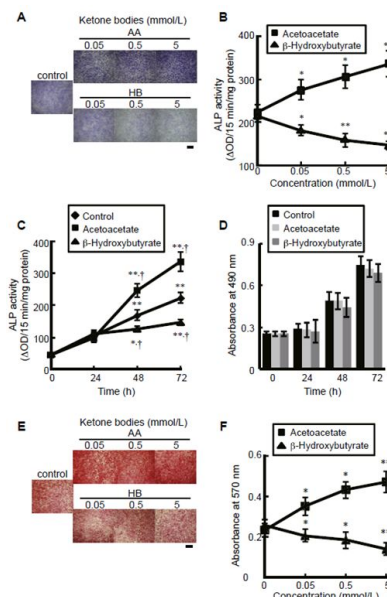 A
Ketone bodies (mmol/L)
AA
0.05 0.5 5
control
HB
0.05 0.5 5
B
Acetoacetate
β-Hydroxybutyrate
ALP activity
(ΔOD/15 min/mg protein)
400
300
200
100
* * *
* ** *
0 0.05 0.5 5
Concentration (mmol/L)
C
Control
Acetoacetate
β-Hydroxybutyrate
ALP activity
(ΔOD/15 min/mg protein)
400
300
200
100
0
**,† **,†
** **
*,† **,†
0 24 48 72
Time (h)
D
Control
Acetoacetate
β-Hydroxybutyrate
Absorbance at 490 nm
0.9
0.6
0.3
0
0 24 48 72
Time (h)
E
Ketone bodies (mmol/L)
AA
0.05 0.5 5
control
HB
0.05 0.5 5
F
Acetoacetate
β-Hydroxybutyrate
Absorbance at 570 nm
0.6
0.4
0.2
0
* * **
* * **
0 0.05 0.5 5
Concentration (mmol/L)